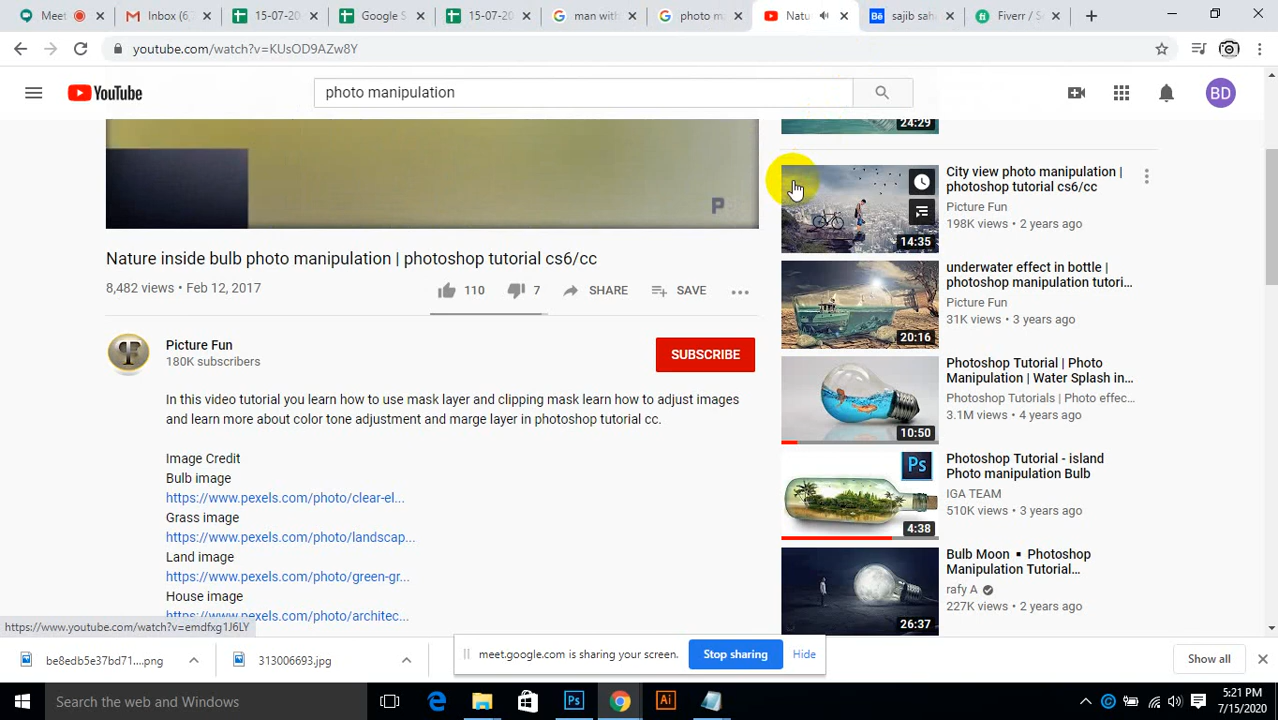 Meet
Inbox (6,
15-07-20
Google S
15-07-20
man with
photo ma
Natu
Bē
sajib sah
fi
Fiverr / Se
youtube.com/watch?v=KUsOD9AZw8Y
YouTube
photo manipulation
BD
24:29
P
City view photo manipulation |
photoshop tutorial cs6/cc
Picture Fun
198K views • 2 years ago
14:35
Nature inside bulb photo manipulation | photoshop tutorial cs6/cc
8,482 views • Feb 12, 2017
110
7
SHARE
SAVE
underwater effect in bottle |
photoshop manipulation tutori...
Picture Fun
31K views • 3 years ago
20:16
Picture Fun
180K subscribers
SUBSCRIBE
In this video tutorial you learn how to use mask layer and clipping mask learn how to adjust images
and learn more about color tone adjustment and marge layer in photoshop tutorial cc.
Image Credit
Bulb image
https://www.pexels.com/photo/clear-el...
Grass image
https://www.pexels.com/photo/landscap...
Land image
https://www.pexels.com/photo/green-gr...
House image
https://www.pexels.com/photo/architec...
Photoshop Tutorial | Photo
Manipulation | Water Splash in...
Photoshop Tutorials | Photo effec...
3.1M views • 4 years ago
10:50
Ps
Photoshop Tutorial - island
Photo manipulation Bulb
IGA TEAM
510K views • 3 years ago
4:38
Bulb Moon ▪ Photoshop
Manipulation Tutorial...
rafy A
227K views • 2 years ago
26:37
https://www.youtube.com/watch?v=emdfxg1J6LY
be8edb5e37bd71....png
313006693.jpg
meet.google.com is sharing your screen.
Stop sharing
Hide
Show all
Search the web and Windows
Ps
Ai
5:21 PM
7/15/2020